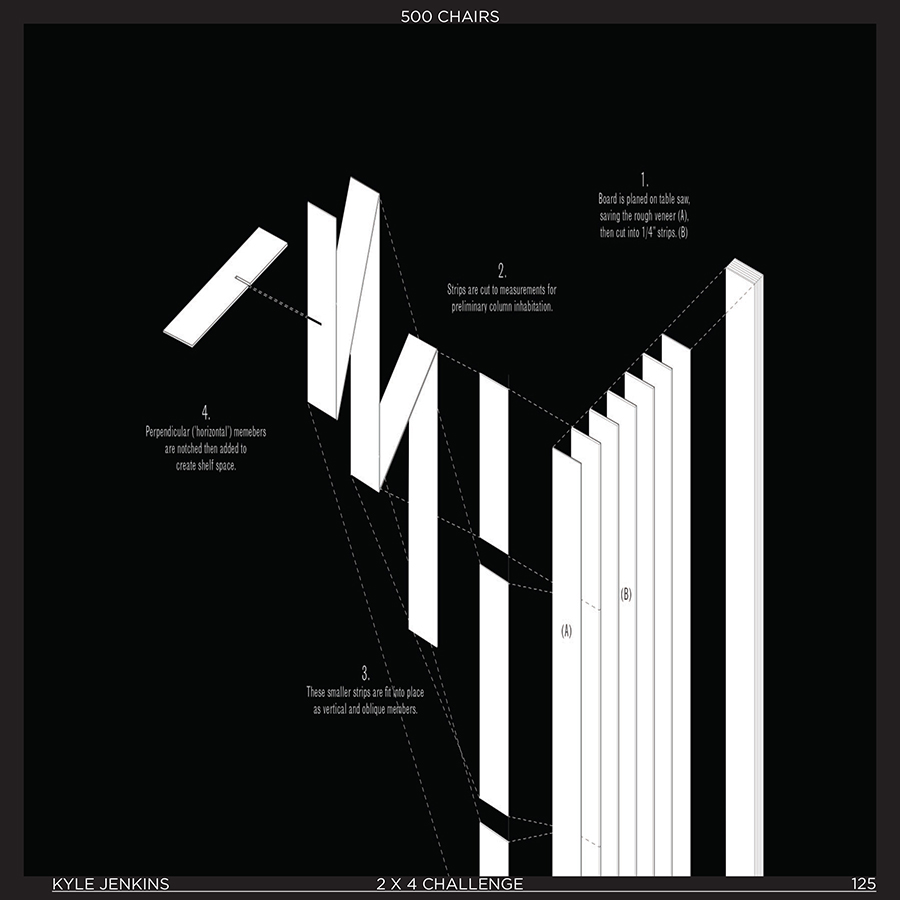 500 CHAIRS
1.
Board is planed on table saw,
saving the rough veneer (A),
then cut into 1/4" strips. (B)
2.
Strips are cut to measurements for
preliminary column inhabitation.
4.
Perpendicular ('horizontal') memebers
are notched then added to
create shelf space.
(B)
(A)
3.
These smaller strips are fit into place
as vertical and oblique members.
KYLE JENKINS
2 X 4 CHALLENGE
125